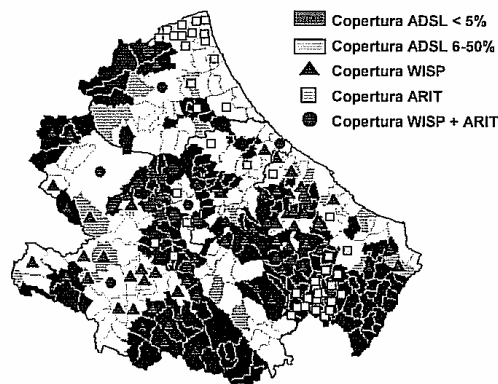 Copertura ADSL < 5%
Copertura ADSL 6-50%
Copertura WISP
Copertura ARIT
Copertura WISP + ARIT